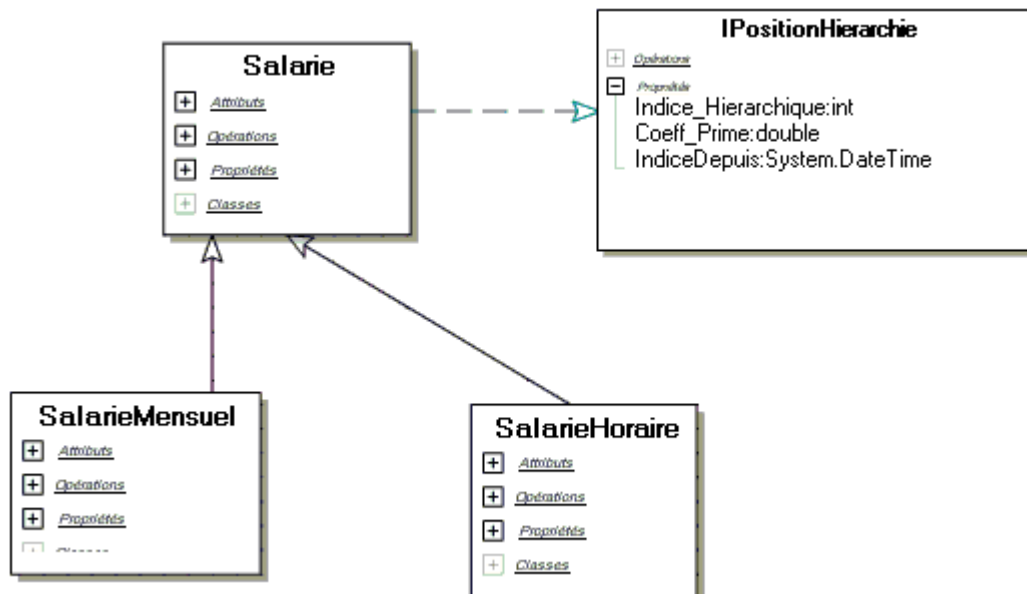 Salarie
Attributs
Opérations
Propriétés
Classes
IPositionHierarchie
Opérations
Propriétés
Indice_Hierarchique:int
Coeff_Prime:double
IndiceDepuis:System.DateTime
SalarieMensuel
Attributs
Opérations
Propriétés
Classes
SalarieHoraire
Attributs
Opérations
Propriétés
Classes